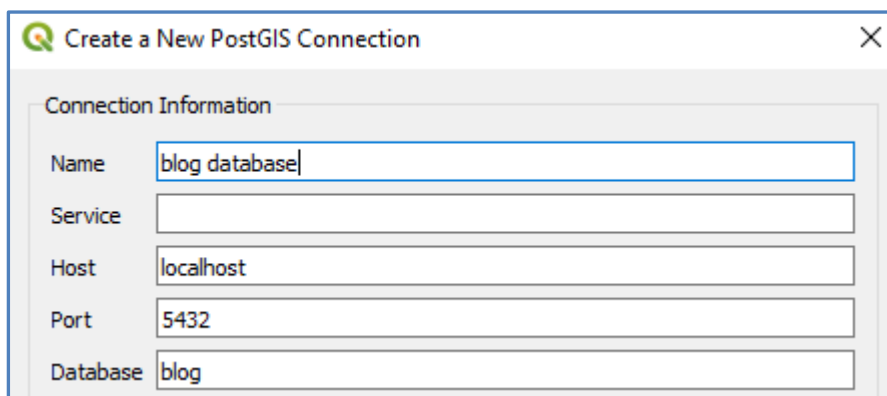 Create a New PostGIS Connection
Connection Information
Name blog database
Service
Host localhost
Port 5432
Database blog